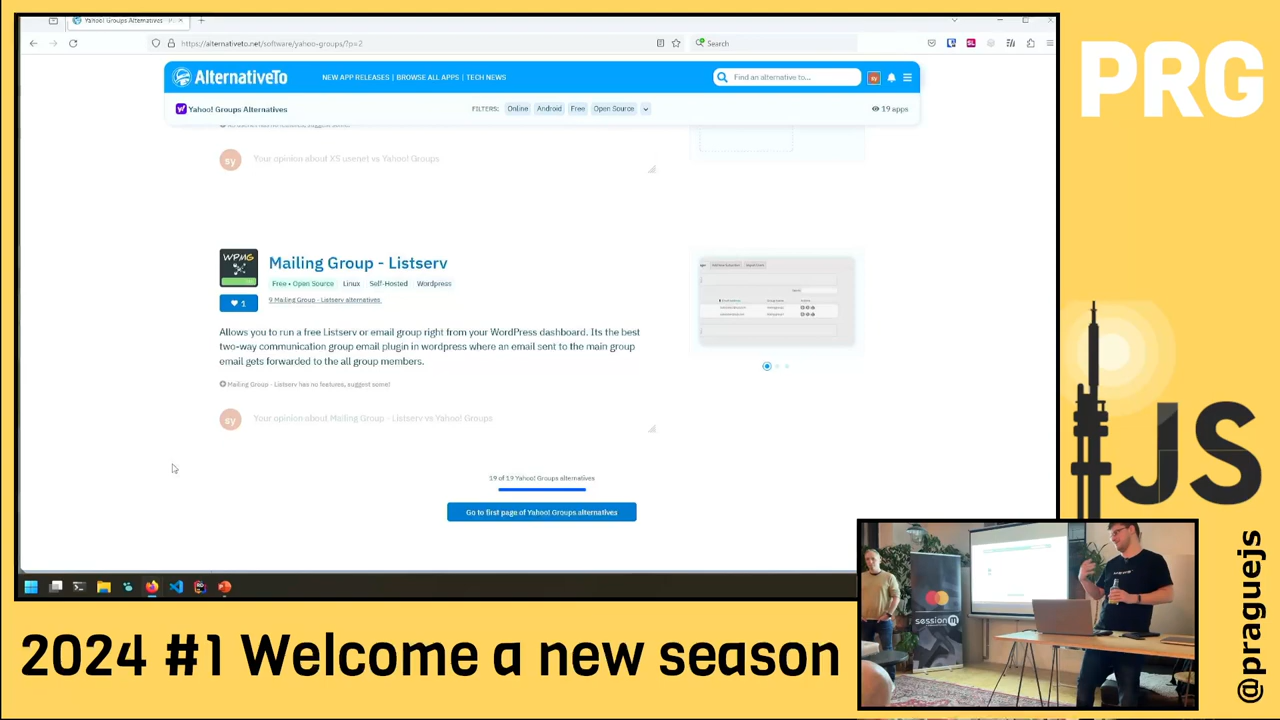 Yahoo! Groups Alternatives
https://alternativeto.net/software/yahoo-groups/?p=2
Search
AlternativeTo
NEW APP RELEASES | BROWSE ALL APPS | TECH NEWS
Find an alternative to...
sy
Yahoo! Groups Alternatives
FILTERS:
Online
Android
Free
Open Source
19 apps
sy
Your opinion about XS usenet vs Yahoo! Groups
WPMG
Mailing Group - Listserv
Free • Open Source
Linux
Self-Hosted
Wordpress
1
9 Mailing Group - Listserv alternatives
Allows you to run a free Listserv or email group right from your WordPress dashboard. Its the best
two-way communication group email plugin in wordpress where an email sent to the main group
email gets forwarded to the all group members.
Mailing Group - Listserv has no features, suggest some!
sy
Your opinion about Mailing Group - Listserv vs Yahoo! Groups
19 of 19 Yahoo! Groups alternatives
Go to first page of Yahoo! Groups alternatives
PRG
JS
@praguejs
sessionm
2024 #1 Welcome a new season